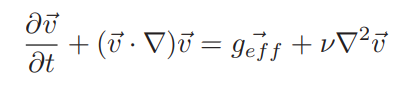 ∂v⃗/∂t + (v⃗ · ∇)v⃗ = g⃗_eff + ν∇²v⃗